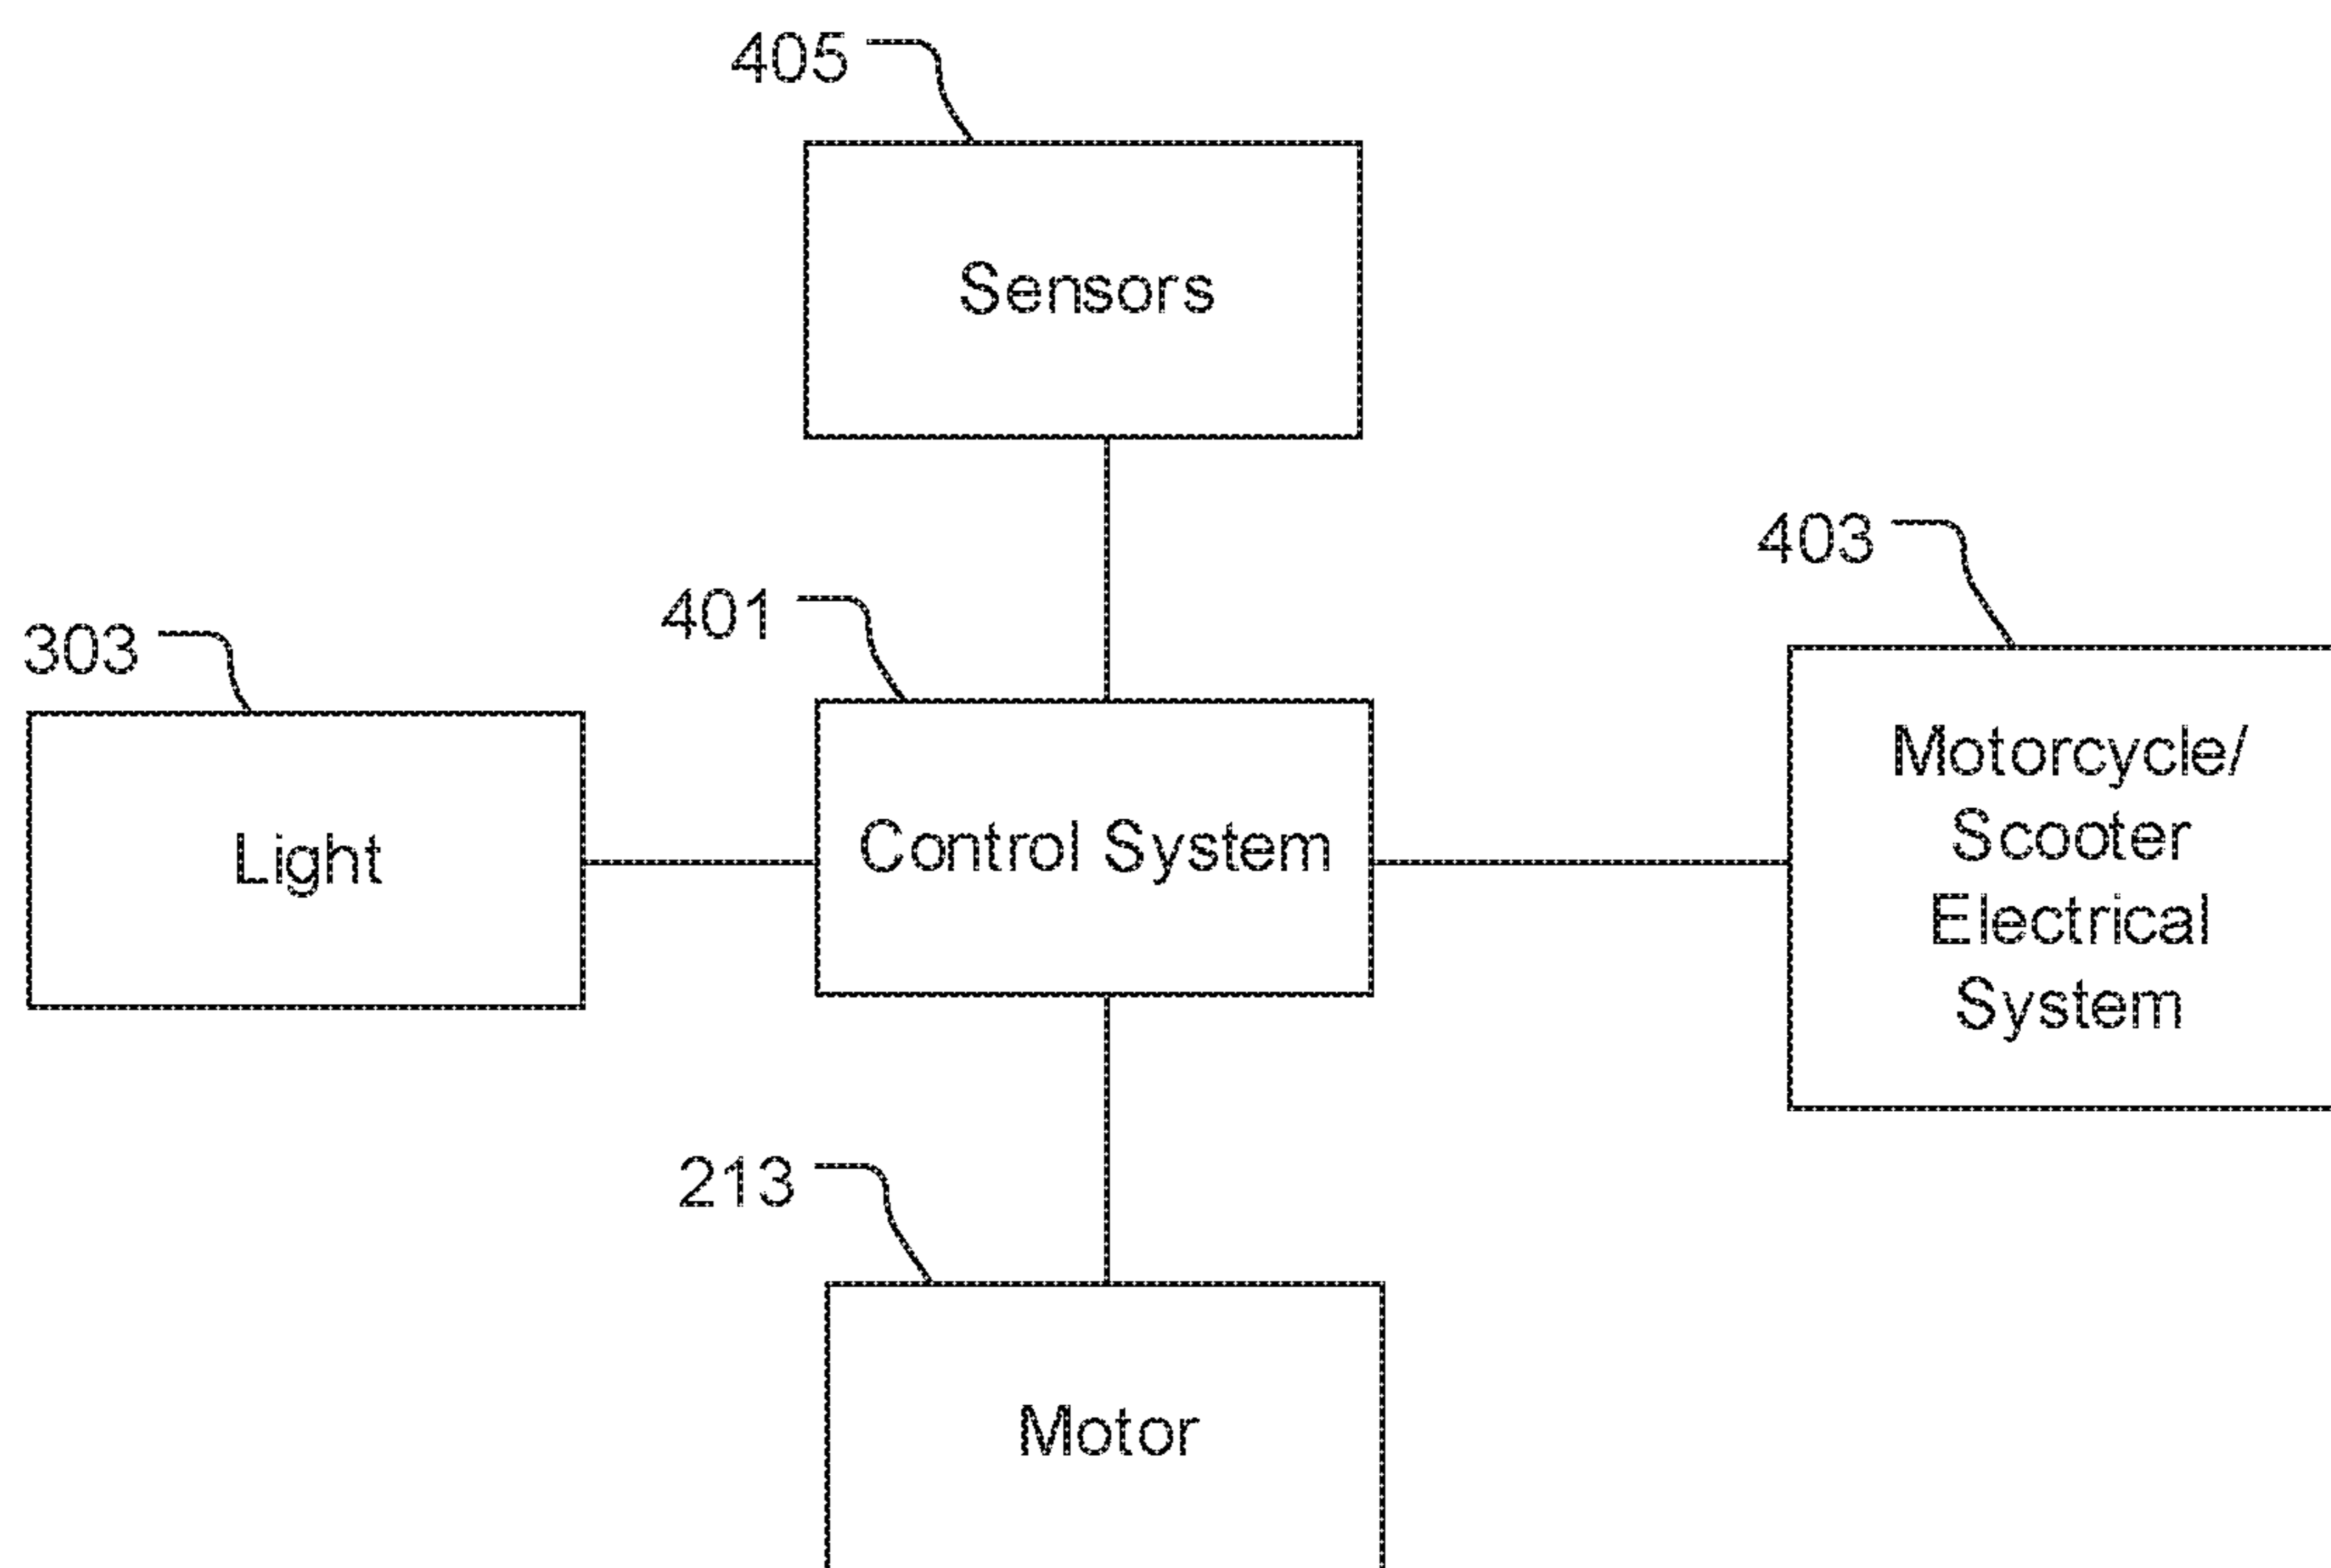 405
Sensors
403
401
303
Motorcycle/
Scooter
Electrical
System
Control System
Light
213
Motor